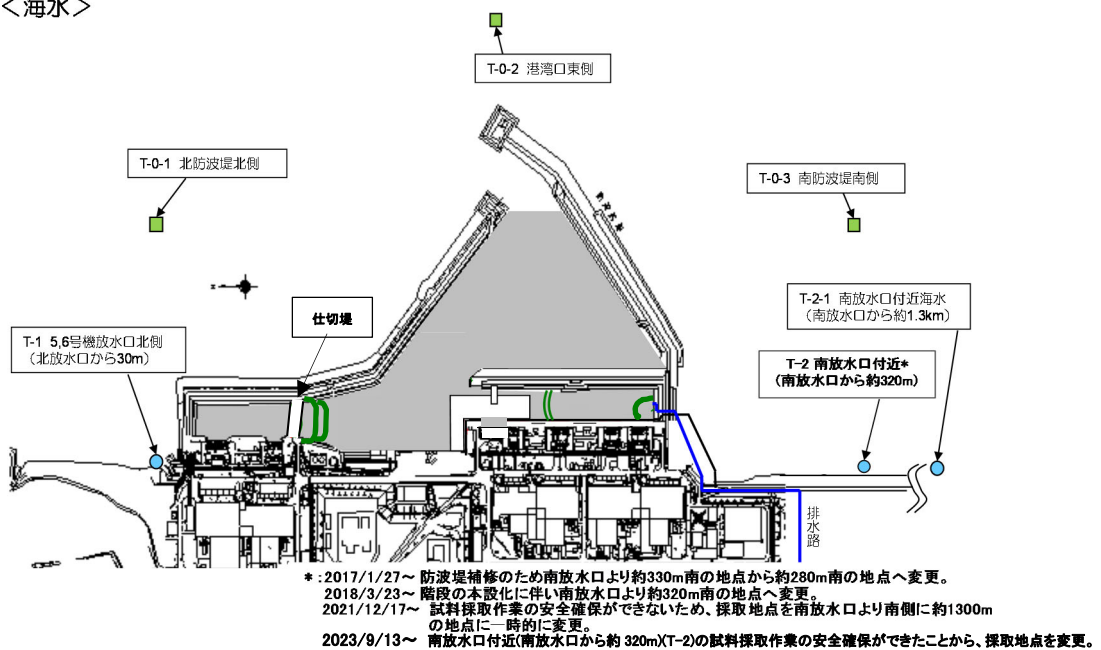 ＜海水＞
T-0-2 港湾口東側
T-0-1 北防波堤北側
T-0-3 南防波堤南側
T-2-1 南放水口付近海水
（南放水口から約1.3km）
仕切堤
T-1 5,6号機放水口北側
（北放水口から30m）
T-2 南放水口付近*
(南放水口から約320m)
排水路
*：2017/1/27～ 防波堤補修のため南放水口より約330m南の地点から約280m南の地点へ変更。
2018/3/23～ 階段の本設化に伴い南放水口より約320m南の地点へ変更。
2021/12/17～ 試料採取作業の安全確保ができないため、採取地点を南放水口より南側に約1300m
の地点に一時的に変更。
2023/9/13～ 南放水口付近(南放水口から約 320m)(T-2)の試料採取作業の安全確保ができたことから、採取地点を変更。